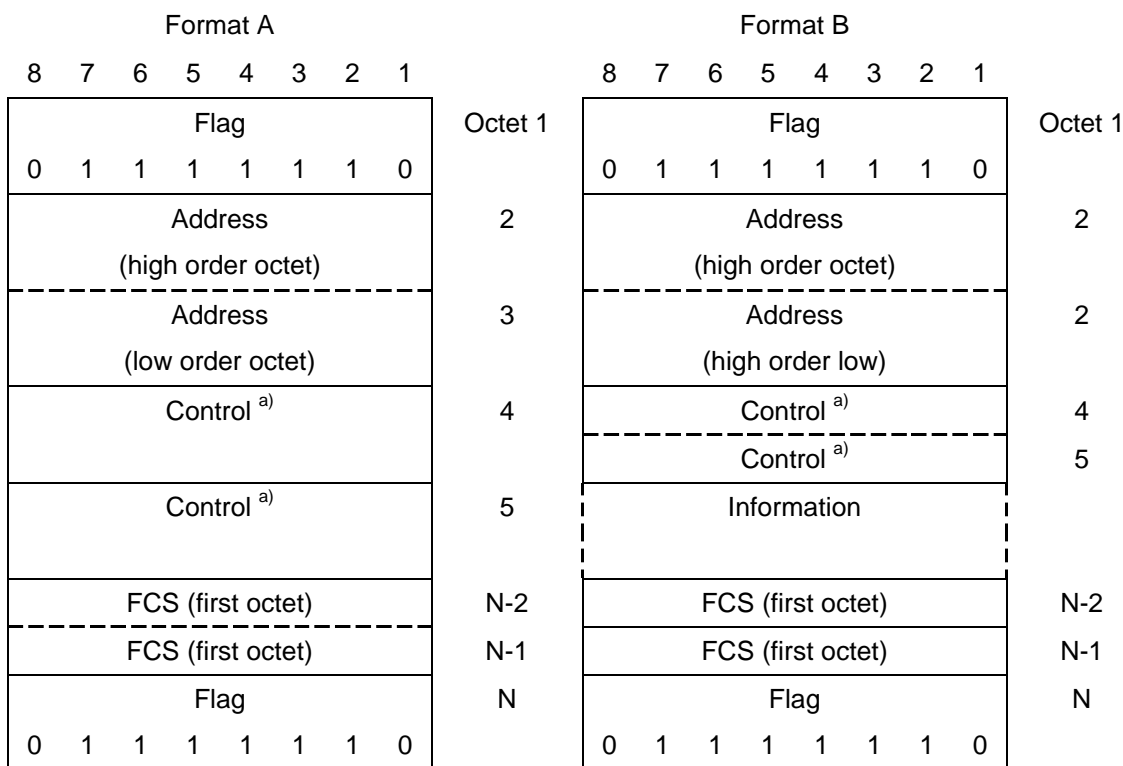 Format A Format B
8 7 6 5 4 3 2 1 8 7 6 5 4 3 2 1
Flag Octet 1 Flag Octet 1
0 1 1 1 1 1 1 0 0 1 1 1 1 1 1 0
Address 2 Address 2
(high order octet) (high order octet)
Address 3 Address 2
(low order octet) (high order low)
Control a) 4 Control a) 4
Control a) 5
Control a) 5 Information
FCS (first octet) N-2 FCS (first octet) N-2
FCS (first octet) N-1 FCS (first octet) N-1
Flag N Flag N
0 1 1 1 1 1 1 0 0 1 1 1 1 1 1 0